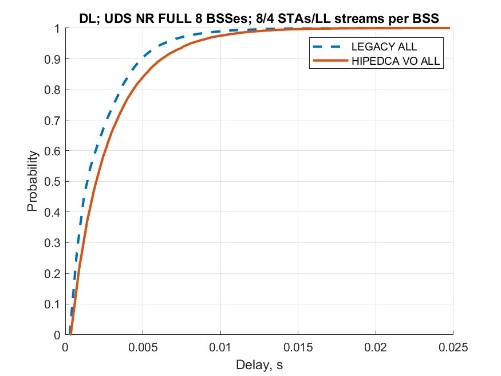 DL; UDS NR FULL 8 BSSes; 8/4 STAs/LL streams per BSS
LEGACY ALL
HIPEDCA VO ALL
1
0.9
0.8
0.7
0.6
0.5
0.4
0.3
0.2
0.1
0
Probability
0 0.005 0.01 0.015 0.02 0.025
Delay, s